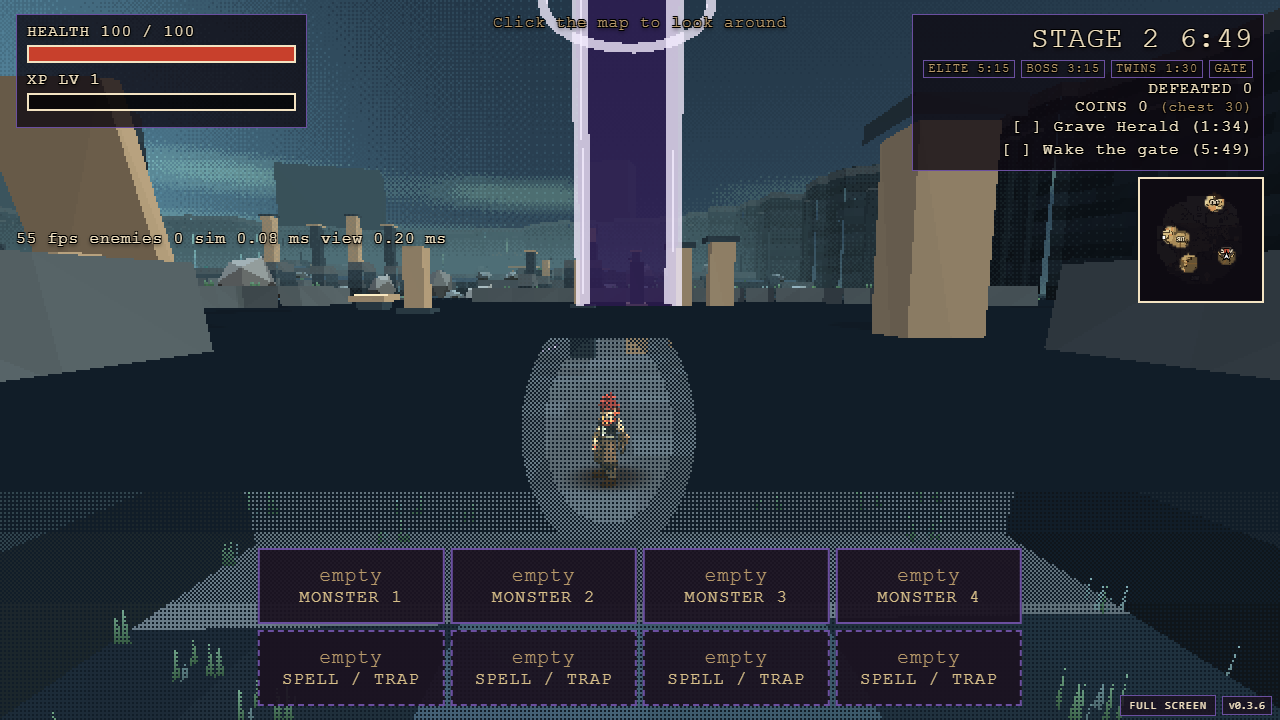 HEALTH 100 / 100
XP LV 1
Click the map to look around
STAGE 2 6:49
ELITE 5:15 BOSS 3:15 TWINS 1:30 GATE
DEFEATED 0
COINS 0 (chest 30)
[ ] Grave Herald (1:34)
[ ] Wake the gate (5:49)
55 fps enemies 0 sim 0.08 ms view 0.20 ms
empty empty empty empty
MONSTER 1 MONSTER 2 MONSTER 3 MONSTER 4
empty empty empty empty
SPELL / TRAP SPELL / TRAP SPELL / TRAP SPELL / TRAP
FULL SCREEN v0.3.6